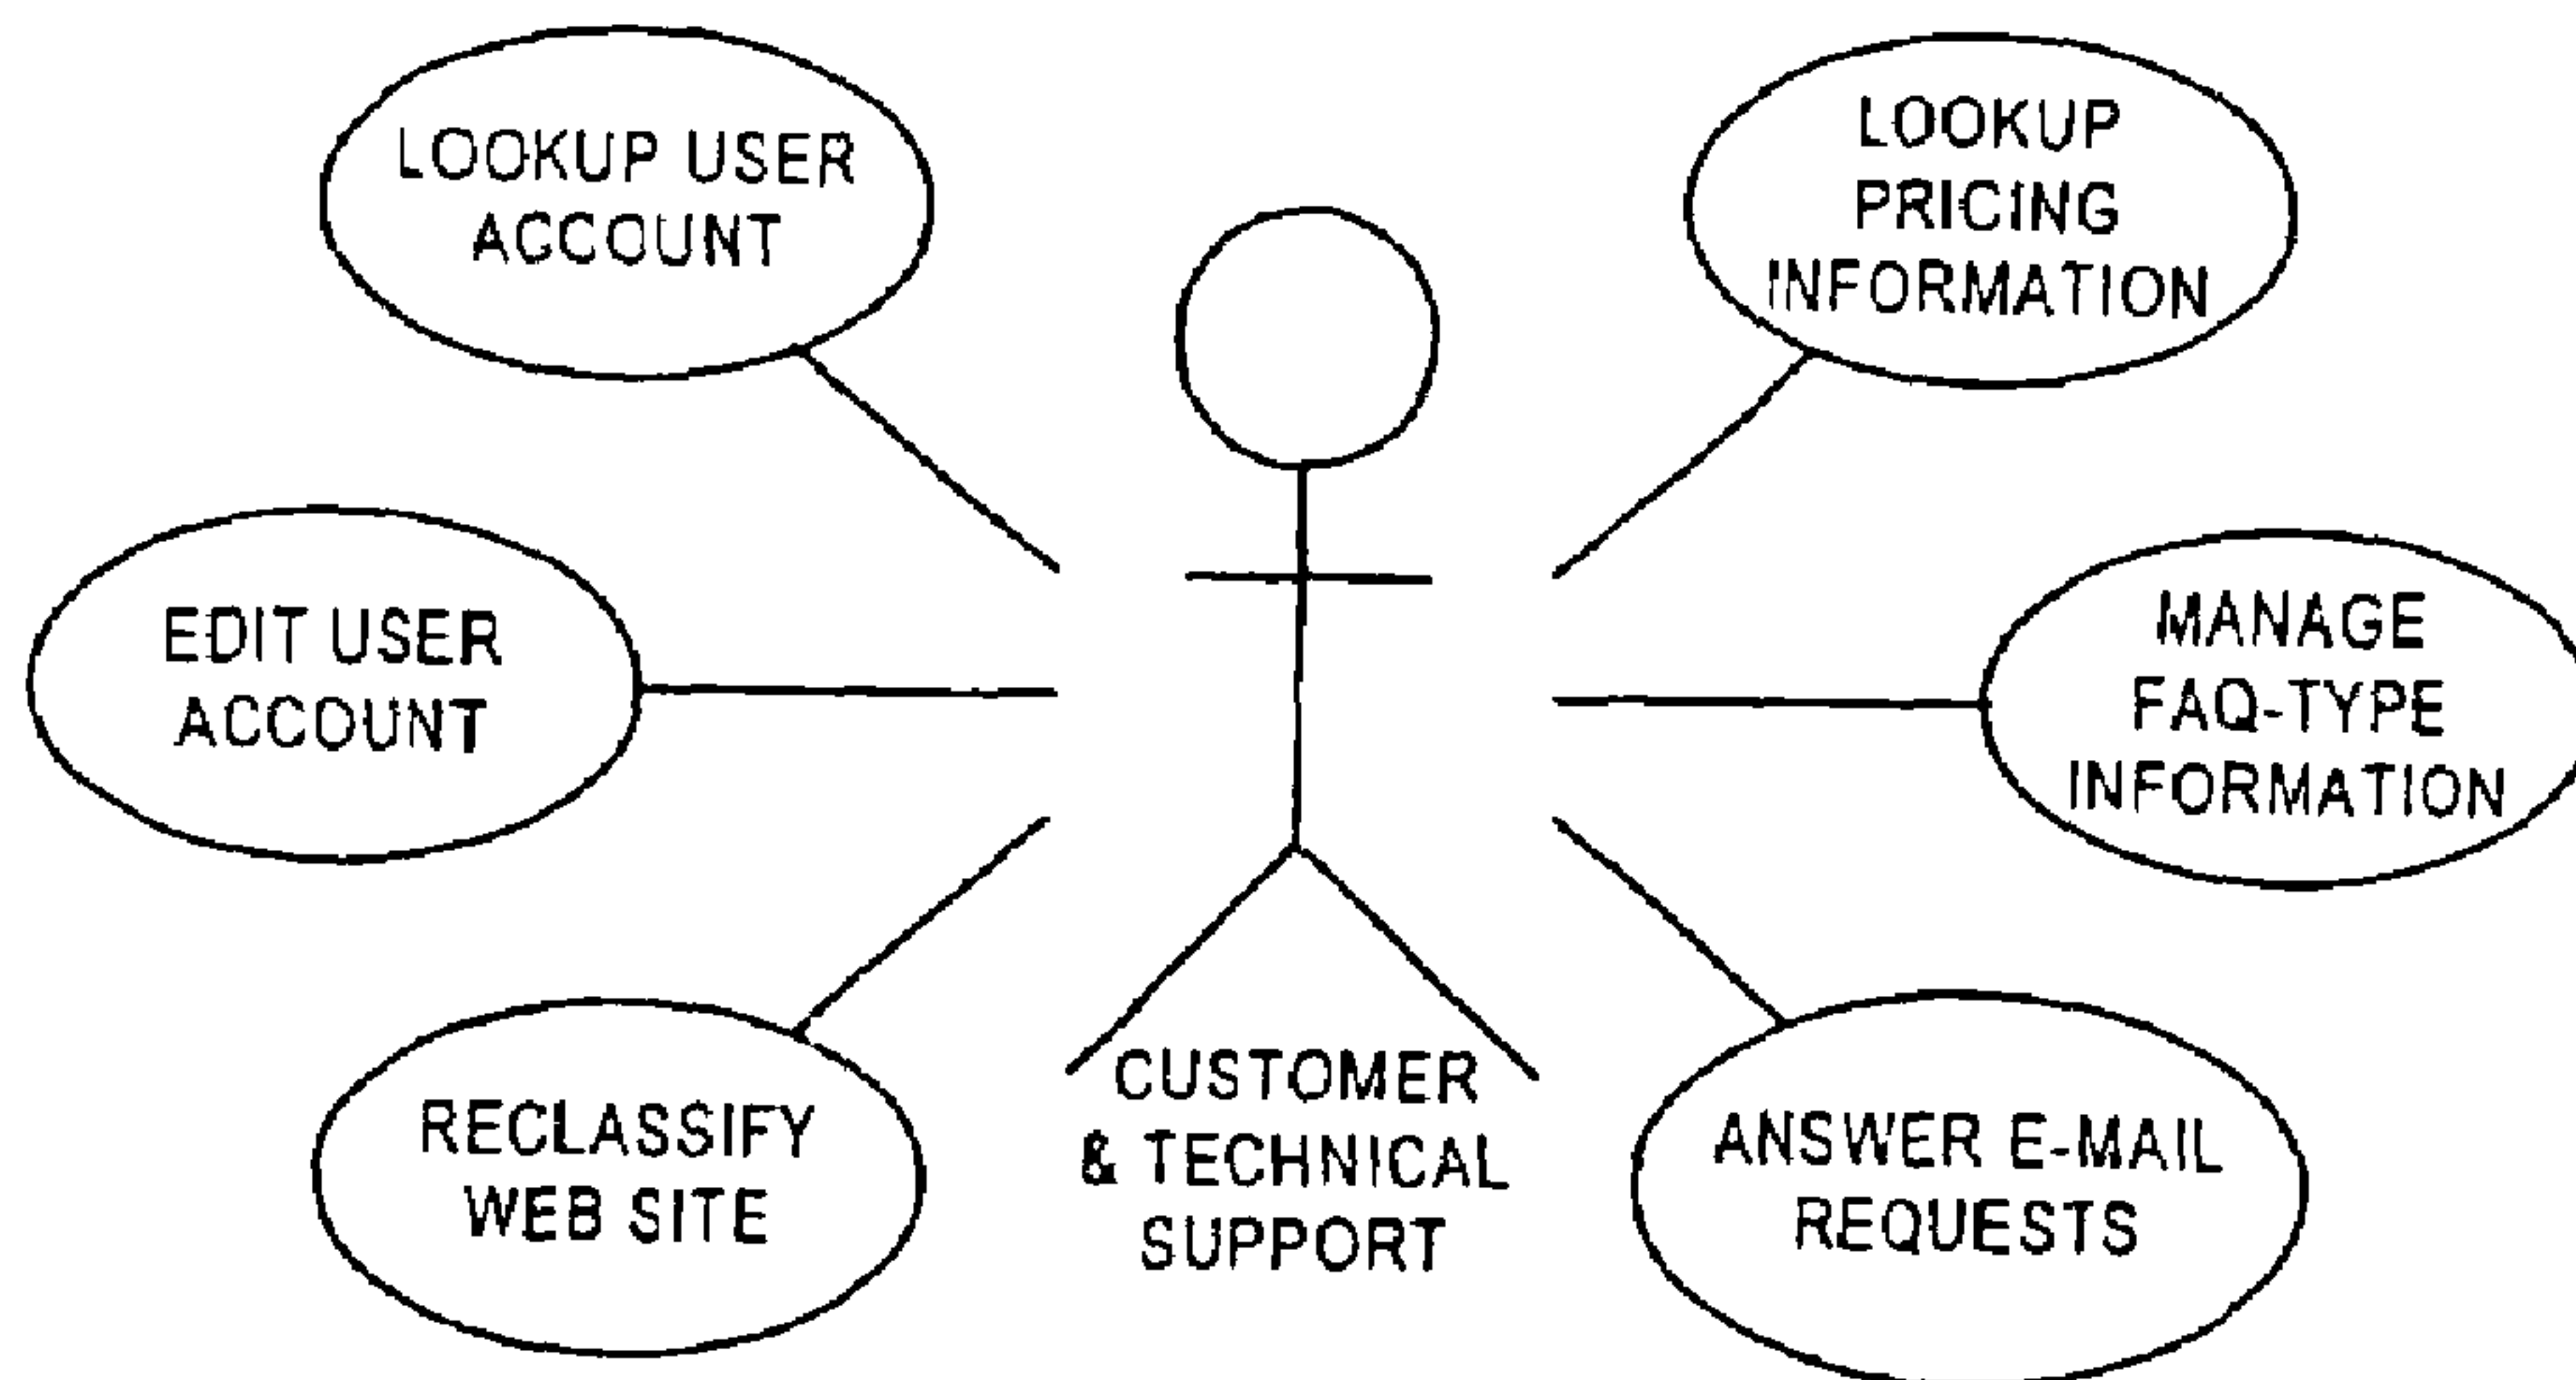 LOOKUP USER
ACCOUNT
LOOKUP
PRICING
INFORMATION
EDIT USER
ACCOUNT
MANAGE
FAQ-TYPE
INFORMATION
RECLASSIFY
WEB SITE
CUSTOMER
& TECHNICAL
SUPPORT
ANSWER E-MAIL
REQUESTS